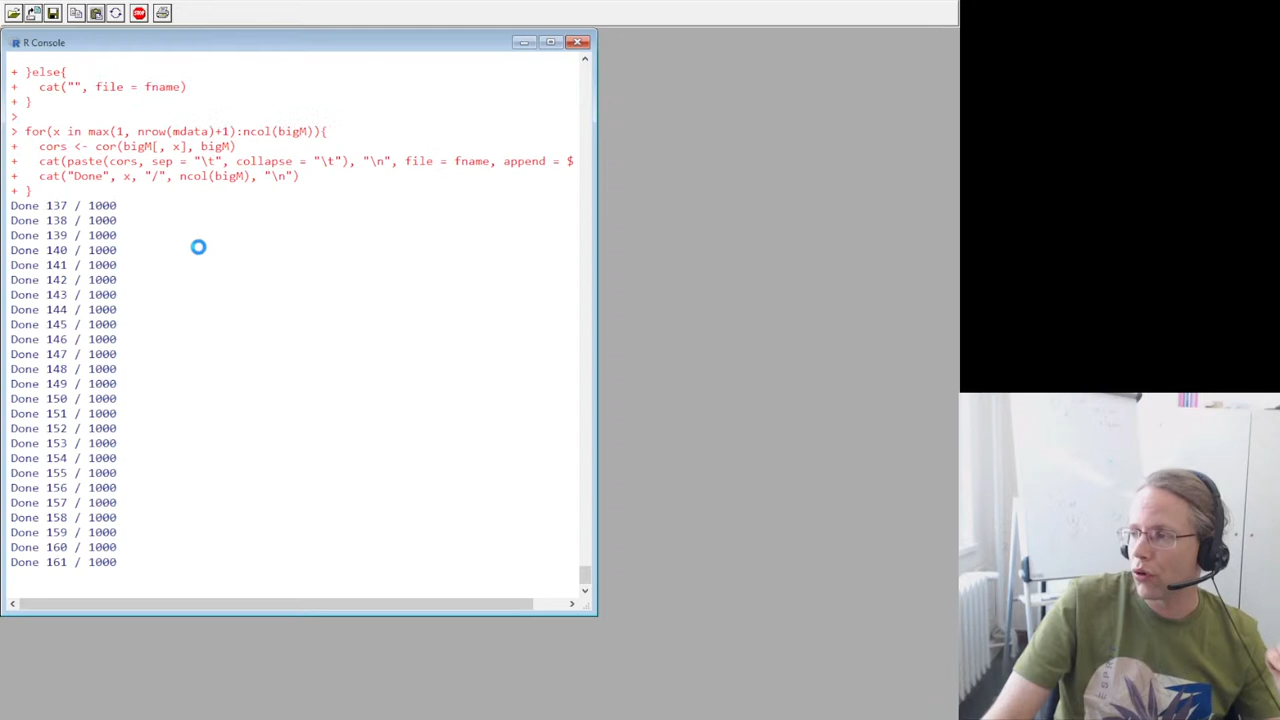 STOP
R Console
+ }else{
+   cat("", file = fname)
+ }
>
> for(x in max(1, nrow(mdata)+1):ncol(bigM)){
+   cors <- cor(bigM[, x], bigM)
+   cat(paste(cors, sep = "\t", collapse = "\t"), "\n", file = fname, append = $
+   cat("Done", x, "/", ncol(bigM), "\n")
+ }
Done 137 / 1000
Done 138 / 1000
Done 139 / 1000
Done 140 / 1000
Done 141 / 1000
Done 142 / 1000
Done 143 / 1000
Done 144 / 1000
Done 145 / 1000
Done 146 / 1000
Done 147 / 1000
Done 148 / 1000
Done 149 / 1000
Done 150 / 1000
Done 151 / 1000
Done 152 / 1000
Done 153 / 1000
Done 154 / 1000
Done 155 / 1000
Done 156 / 1000
Done 157 / 1000
Done 158 / 1000
Done 159 / 1000
Done 160 / 1000
Done 161 / 1000